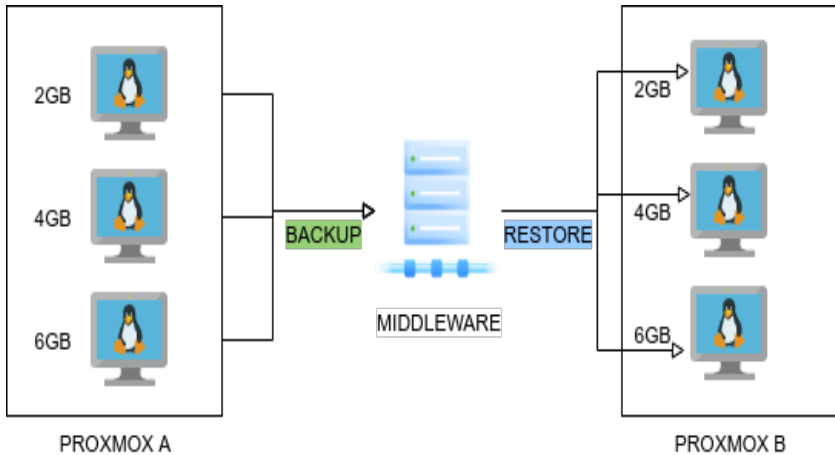 2GB
4GB
6GB
PROXMOX A
BACKUP
MIDDLEWARE
RESTORE
2GB
4GB
6GB
PROXMOX B